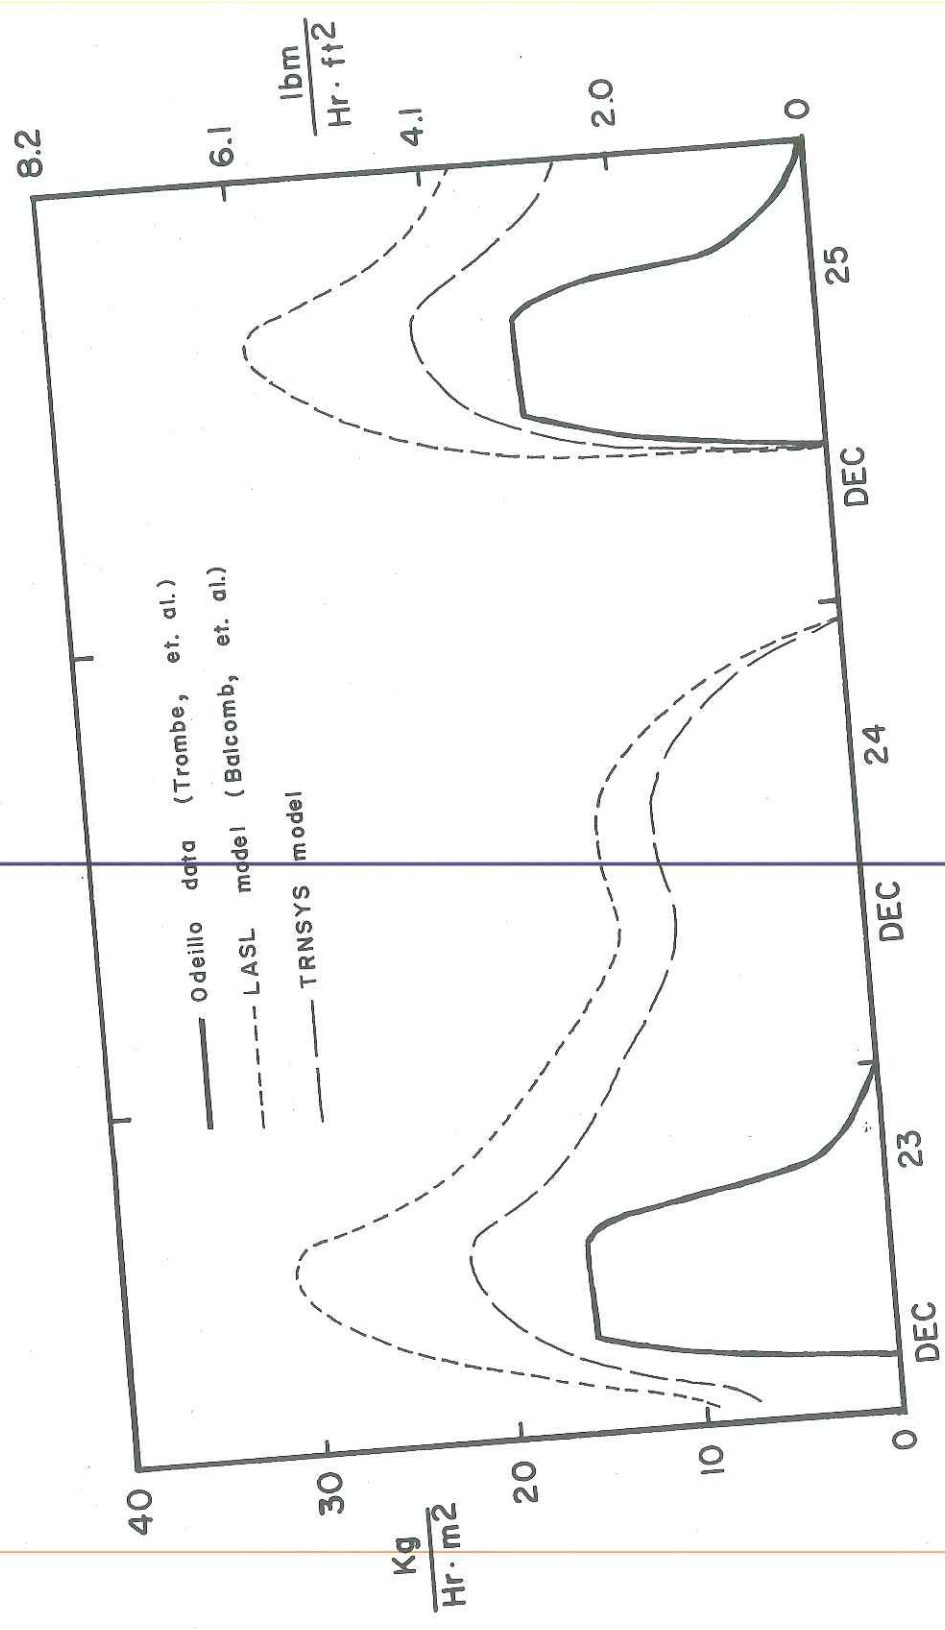 40
30
20
10
0
Kg
Hr· m2
Odeillo data (Trombe, et. al.)
LASL model (Balcomb, et. al.)
TRNSYS model
8.2
6.1
4.1
2.0
0
lbm
Hr· ft2
DEC 23
DEC 24
DEC 25